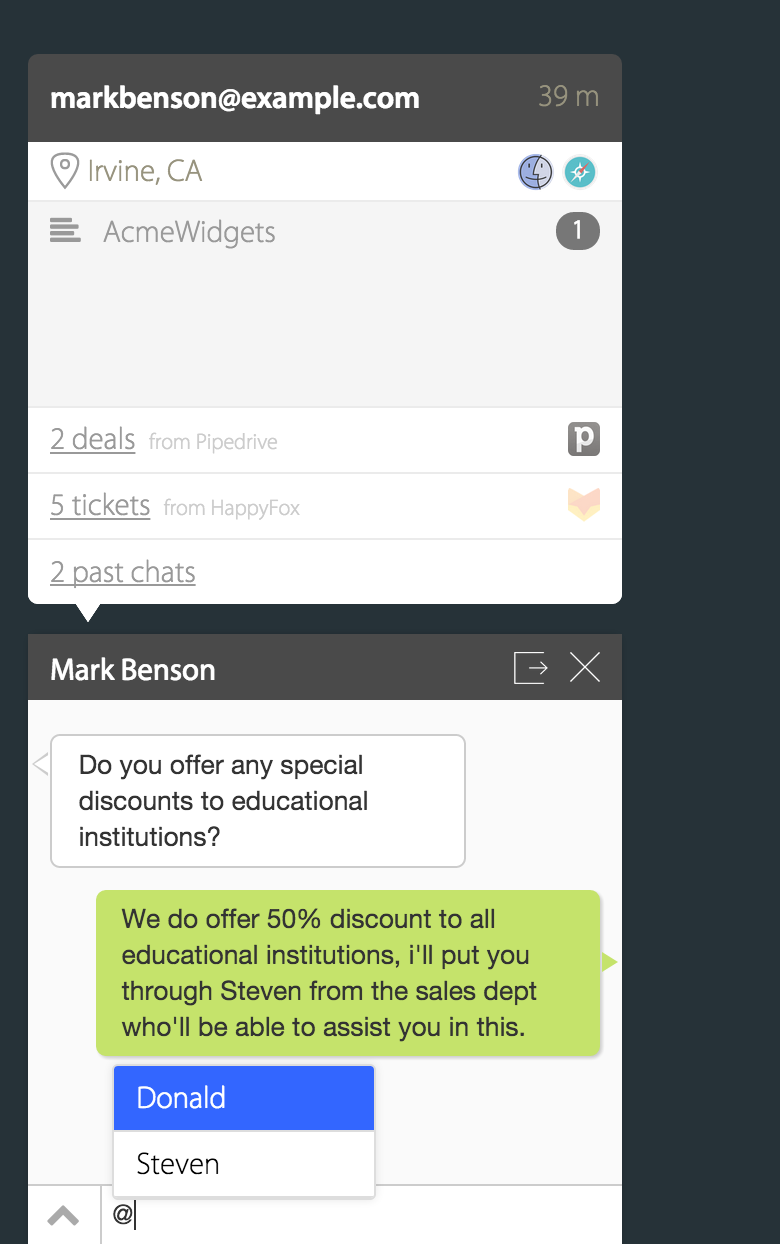 markbenson@example.com 39 m
Irvine, CA
AcmeWidgets 1
2 deals from Pipedrive p
5 tickets from HappyFox
2 past chats
Mark Benson
Do you offer any special
discounts to educational
institutions?
We do offer 50% discount to all
educational institutions, i'll put you
through Steven from the sales dept
who'll be able to assist you in this.
Donald
Steven
@